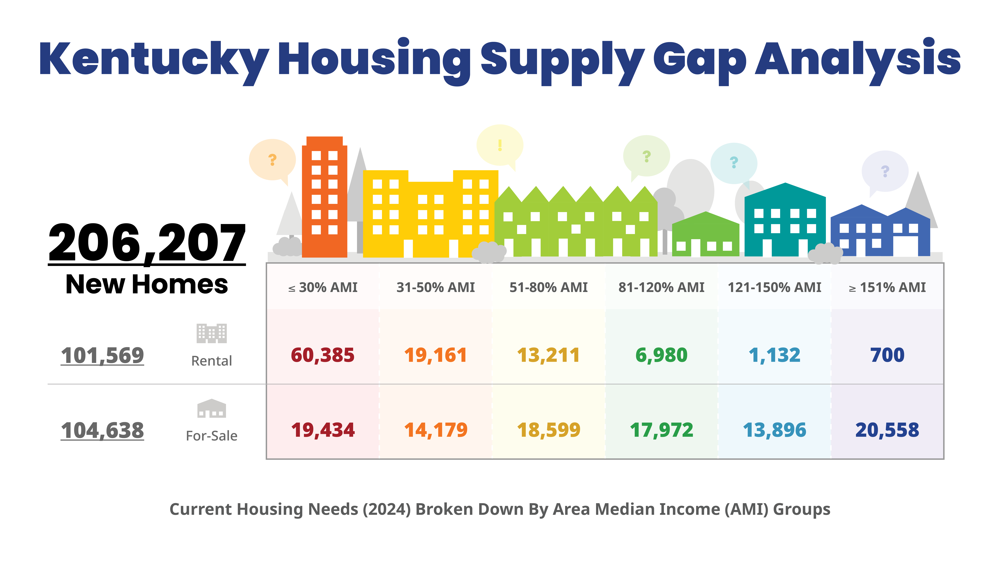 Kentucky Housing Supply Gap Analysis
? ! ? ? ?
206,207
New Homes
≤ 30% AMI 31-50% AMI 51-80% AMI 81-120% AMI 121-150% AMI ≥ 151% AMI
101,569 Rental 60,385 19,161 13,211 6,980 1,132 700
104,638 For-Sale 19,434 14,179 18,599 17,972 13,896 20,558
Current Housing Needs (2024) Broken Down By Area Median Income (AMI) Groups